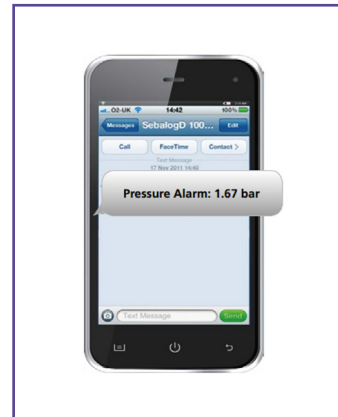 O2-UK 14:42 100%
Messages SebalogD 100... Edit
Call FaceTime Contact >
Text Message
17 Nov 2011 14:40
Pressure Alarm: 1.67 bar
Text Message Send